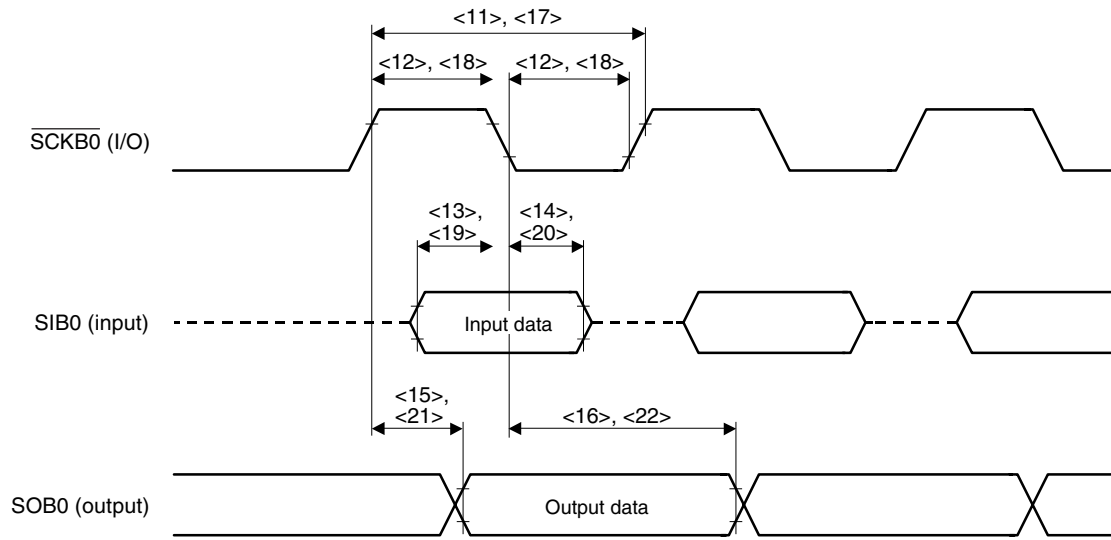 <11>, <17>
<12>, <18> <12>, <18>
SCKB0 (I/O)
<13>, <14>,
<19> <20>
SIB0 (input)
Input data
<15>,
<21>
<16>, <22>
SOB0 (output)
Output data